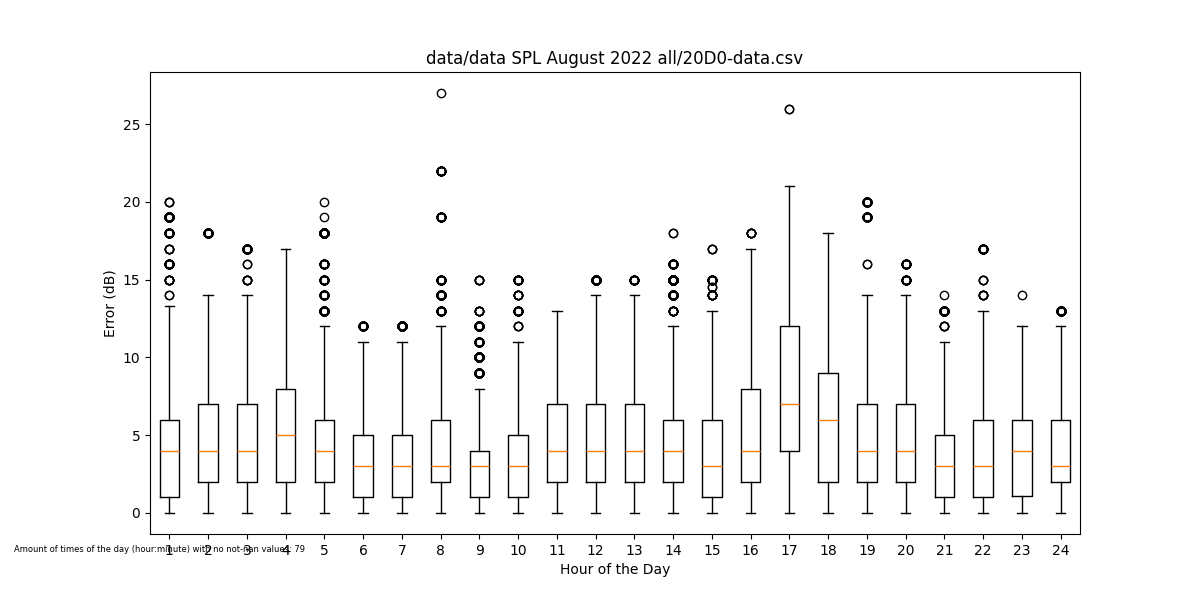 data/data SPL August 2022 all/20D0-data.csv
Error (dB)
25
20
15
10
5
0
1 2 3 4 5 6 7 8 9 10 11 12 13 14 15 16 17 18 19 20 21 22 23 24
Amount of times of the day (hour:minute) with no not-nan values: 79
Hour of the Day